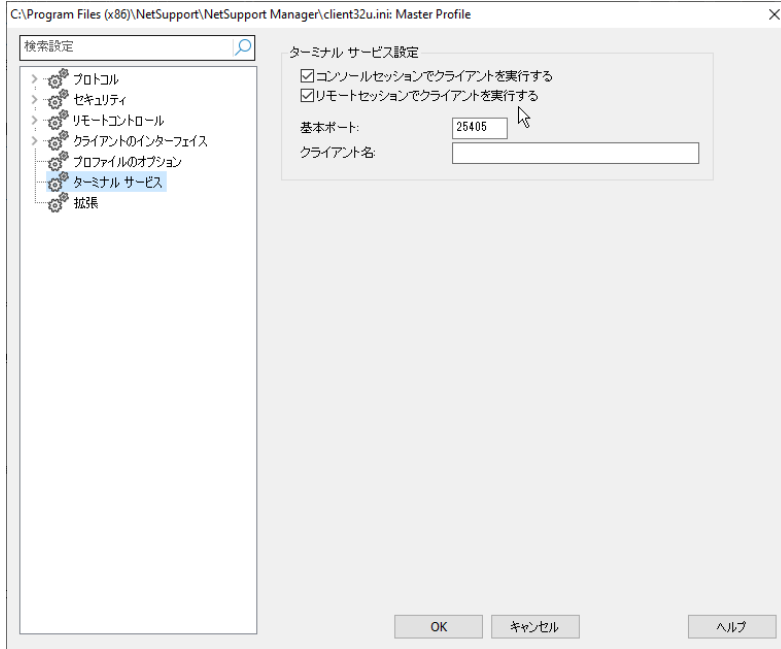 C:\Program Files (x86)\NetSupport\NetSupport Manager\client32u.ini: Master Profile
検索設定
プロトコル
セキュリティ
リモートコントロール
クライアントのインターフェイス
プロファイルのオプション
ターミナル サービス
拡張
ターミナル サービス設定
コンソールセッションでクライアントを実行する
リモートセッションでクライアントを実行する
基本ポート: 25405
クライアント名:
OK キャンセル ヘルプ